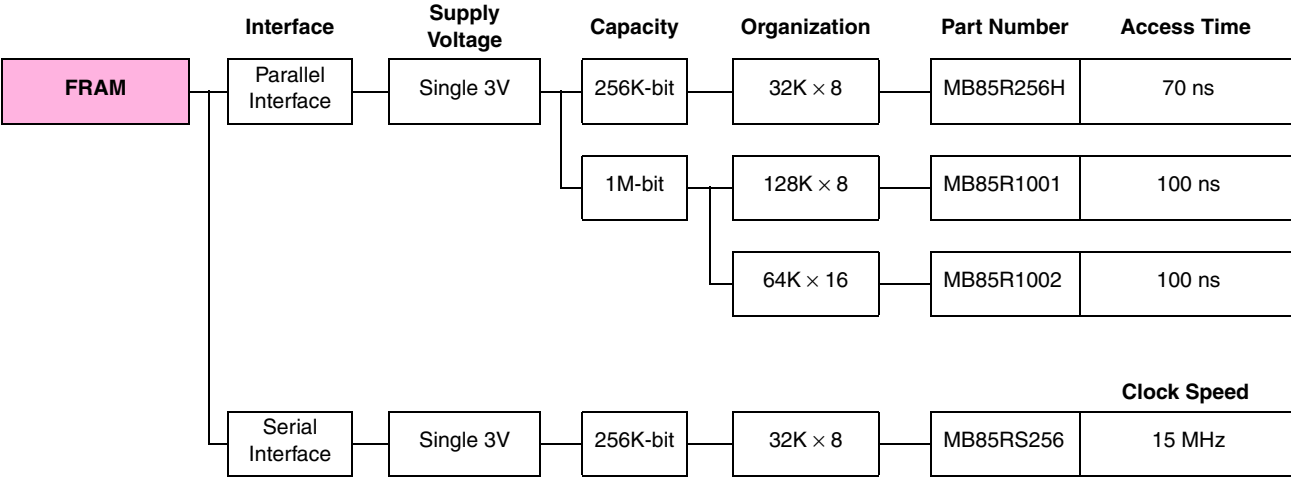 Interface
Supply
Voltage
Capacity
Organization
Part Number
Access Time
FRAM
Parallel
Interface
Single 3V
256K-bit
32K × 8
MB85R256H
70 ns
1M-bit
128K × 8
MB85R1001
100 ns
64K × 16
MB85R1002
100 ns
Clock Speed
Serial
Interface
Single 3V
256K-bit
32K × 8
MB85RS256
15 MHz